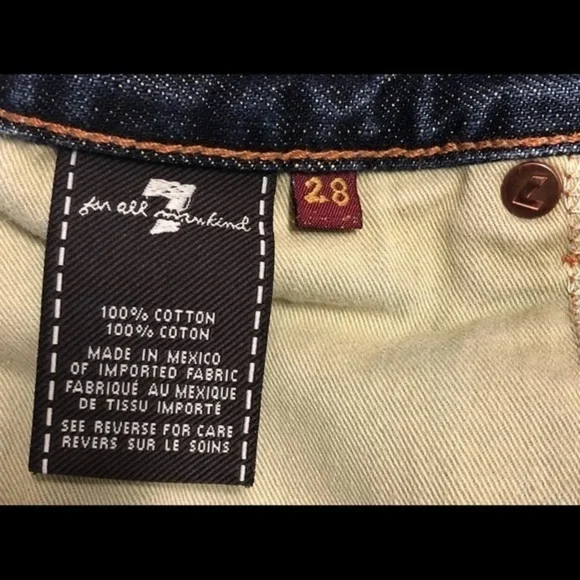 7
for all mankind
28
7
100% COTTON
100% COTON
MADE IN MEXICO
OF IMPORTED FABRIC
FABRIQUÉ AU MEXIQUE
DE TISSU IMPORTÉ
SEE REVERSE FOR CARE
REVERS SUR LE SOINS